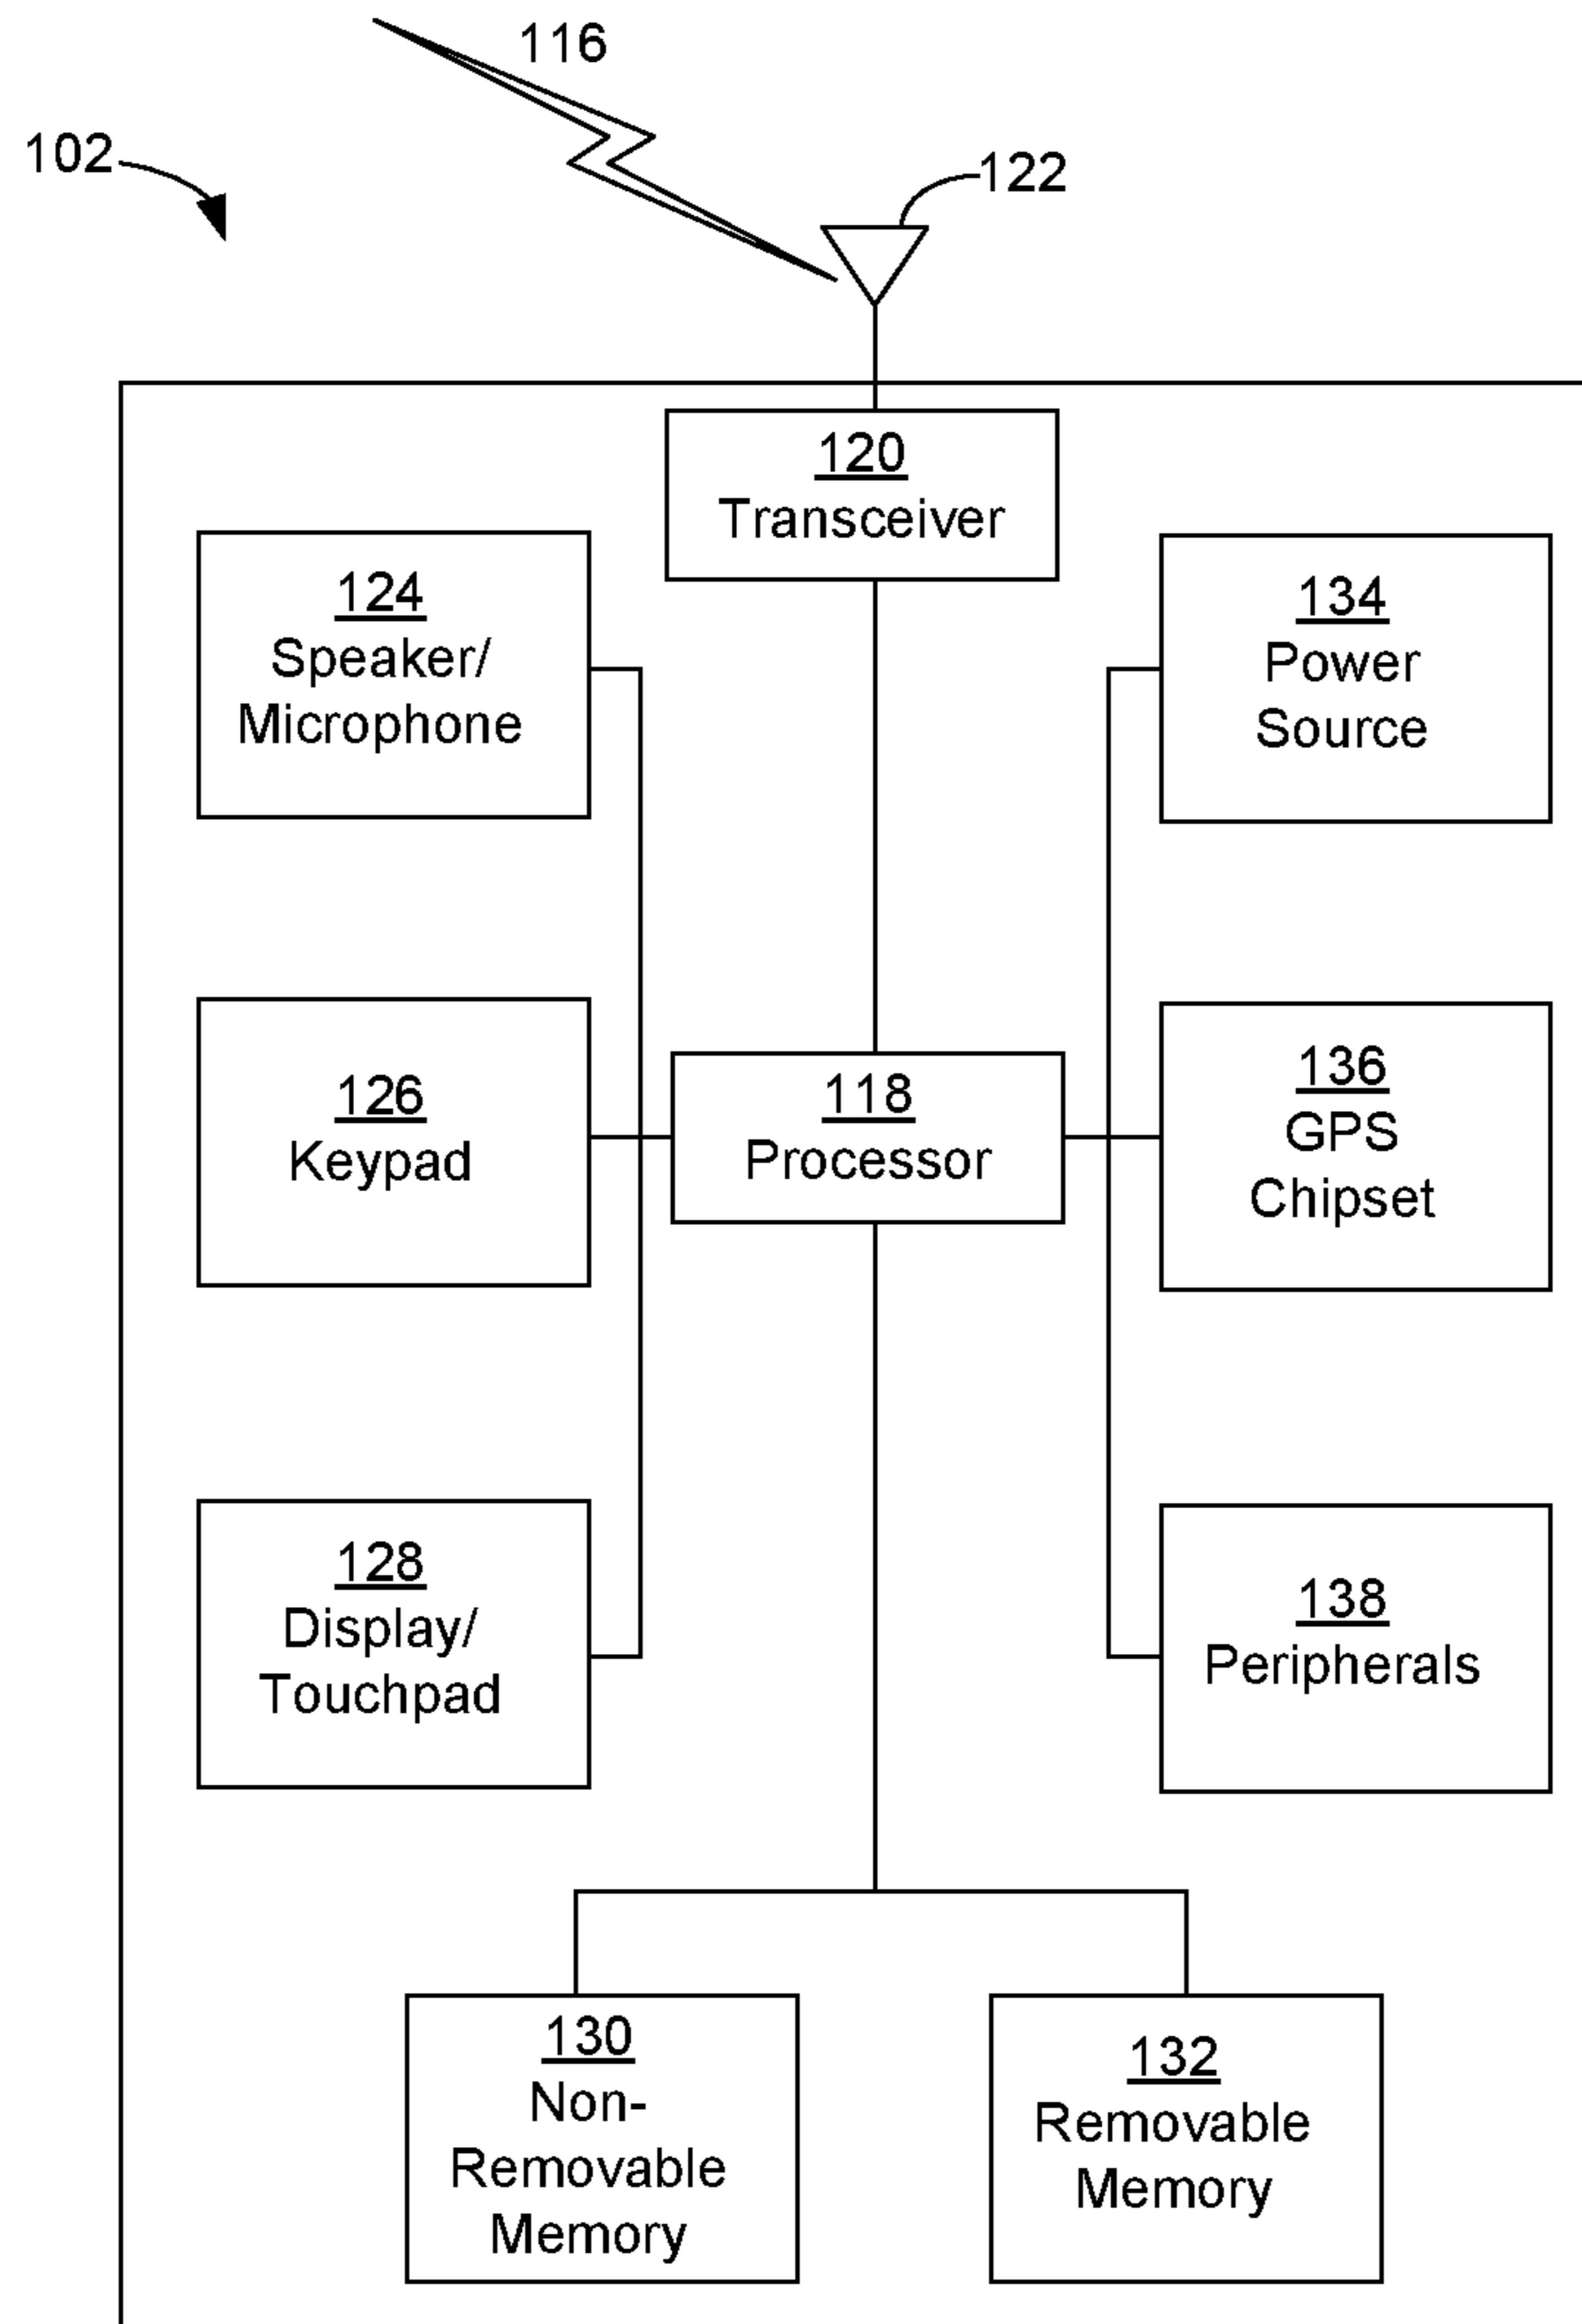 116
102
122
120
Transceiver
124
Speaker/
Microphone
134
Power
Source
126
Keypad
118
Processor
136
GPS
Chipset
128
Display/
Touchpad
138
Peripherals
130
Non-
Removable
Memory
132
Removable
Memory